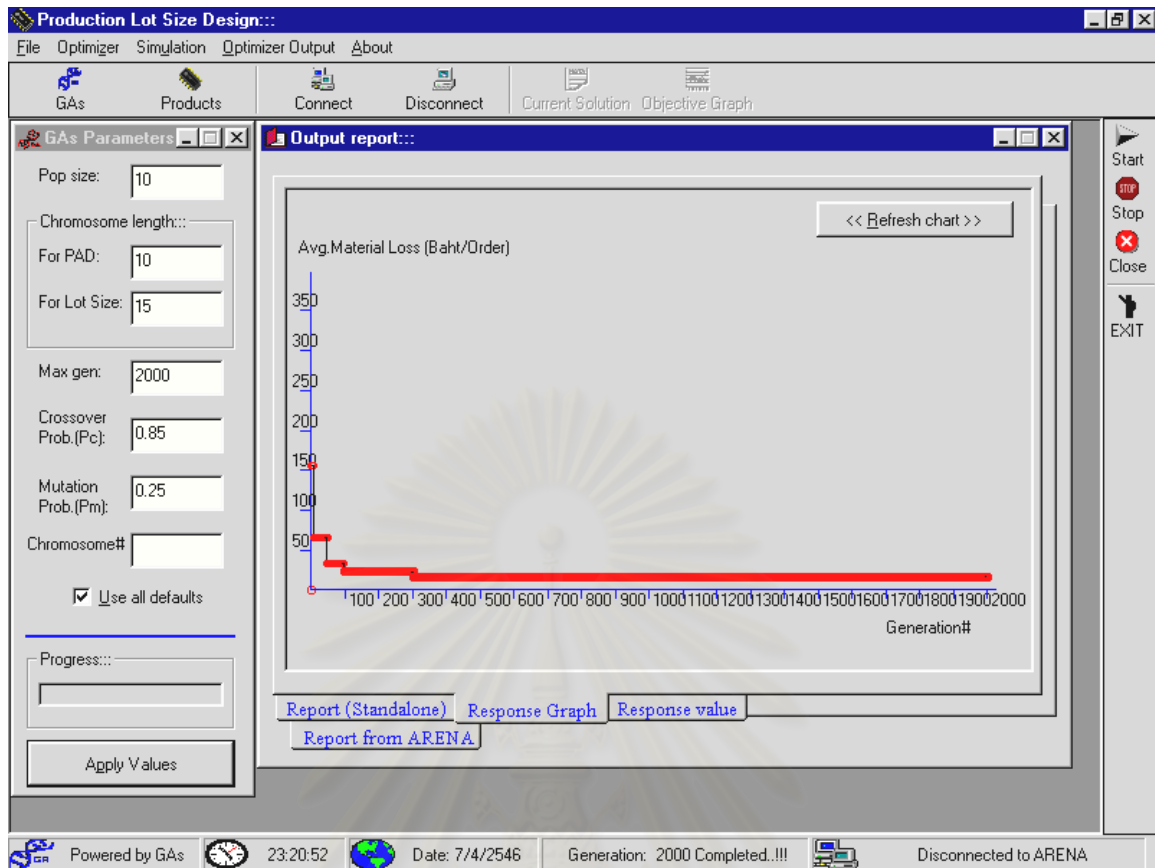 Production Lot Size Design:::
File Optimizer Simulation Optimizer Output About
GAs Products Connect Disconnect Current Solution Objective Graph
GAs Parameters
Pop size: 10
Chromosome length:::
For PAD: 10
For Lot Size: 15
Max gen: 2000
Crossover
Prob.(Pc): 0.85
Mutation
Prob.(Pm): 0.25
Chromosome#
Use all defaults
Progress:::
Apply Values
Output report:::
<< Refresh chart >>
Avg.Material Loss (Baht/Order)
350
300
250
200
150
100
50
100 200 300 400 500 600 700 800 900 1000 1100 1200 1300 1400 1500 1600 1700 1800 1900 2000
Generation#
Report (Standalone) Response Graph Response value
Report from ARENA
Start
STOP
Stop
Close
EXIT
GA Powered by GAs 23:20:52 Date: 7/4/2546 Generation: 2000 Completed..!!! Disconnected to ARENA